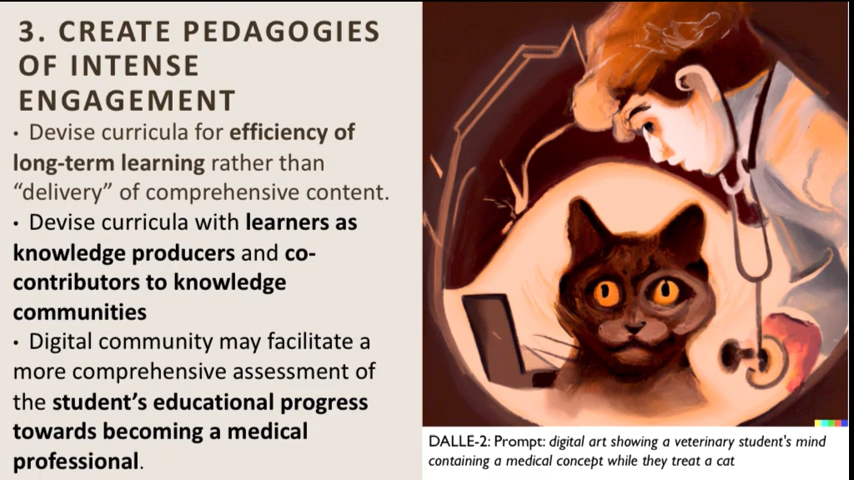 3. CREATE PEDAGOGIES
OF INTENSE
ENGAGEMENT
• Devise curricula for efficiency of
long-term learning rather than
“delivery” of comprehensive content.
• Devise curricula with learners as
knowledge producers and co-
contributors to knowledge
communities
• Digital community may facilitate a
more comprehensive assessment of
the student’s educational progress
towards becoming a medical
professional.
DALLE-2: Prompt: digital art showing a veterinary student's mind
containing a medical concept while they treat a cat